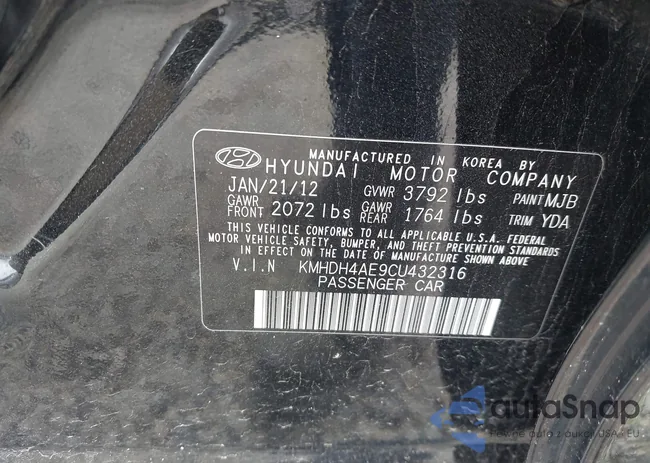 MANUFACTURED IN KOREA BY
HYUNDAI MOTOR COMPANY
JAN/21/12 GVWR 3792 lbs PAINT MJB
GAWR FRONT 2072 lbs GAWR REAR 1764 lbs TRIM YDA
THIS VEHICLE CONFORMS TO ALL APPLICABLE U.S.A. FEDERAL
MOTOR VEHICLE SAFETY, BUMPER, AND THEFT PREVENTION STANDARDS
IN EFFECT ON THE DATE OF MANUFACTURE SHOWN ABOVE.
V.I.N KMHDH4AE9CU432316
PASSENGER CAR
autaSnap